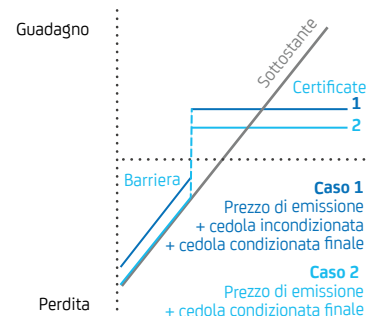 Guadagno
Sottostante
Certificate
1
2
Barriera
Caso 1
Prezzo di emissione
+ cedola incondizionata
+ cedola condizionata finale
Caso 2
Prezzo di emissione
+ cedola condizionata finale
Perdita